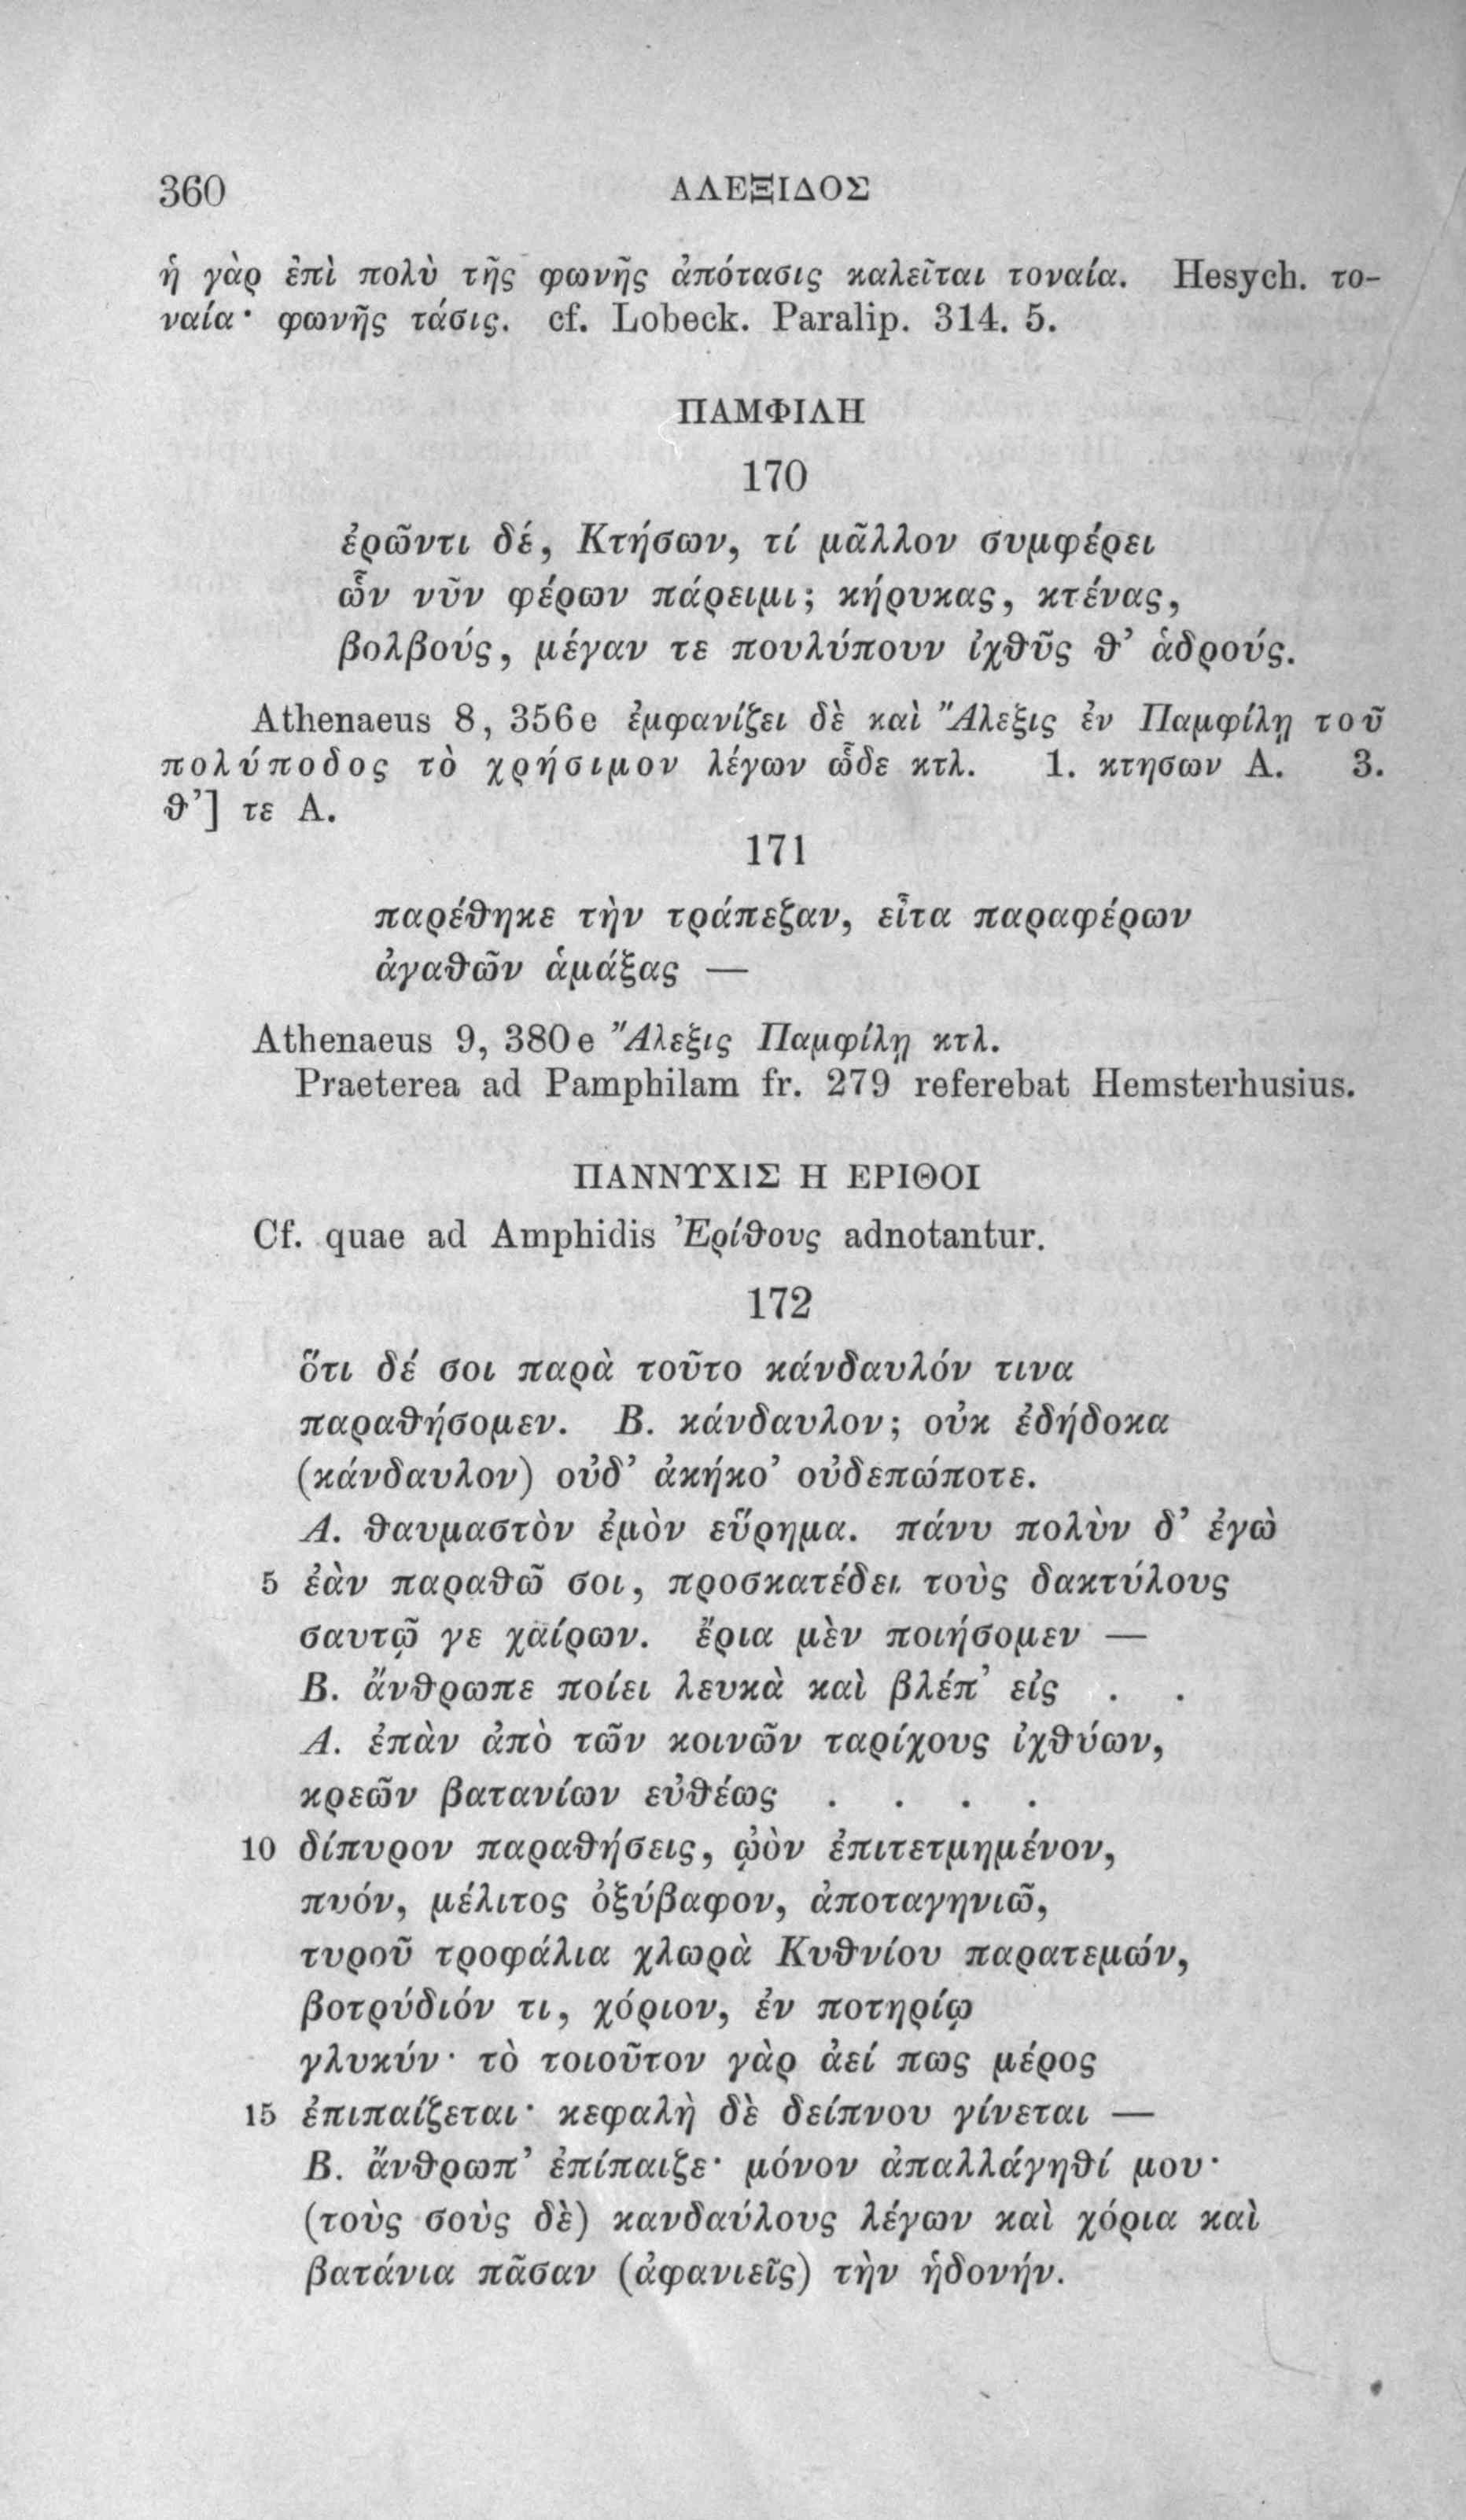 360 ΑΛΕΞΙΔΟΣ
ἡ γὰρ ἐπὶ πολὺ τῆς φωνῆς ἀπότασις καλεῖται τοναία. Hesych. το-
ναία· φωνῆς τάσις. cf. Lobeck. Paralip. 314. 5.
ΠΑΜΦΙΛΗ
170
ἐρῶντι δέ, Κτήσων, τί μᾶλλον συμφέρει
ὧν νῦν φέρων πάρειμι; κήρυκας, κτένας,
βολβούς, μέγαν τε πουλύπουν ἰχθῦς θ’ ἁδρούς.
Athenaeus 8, 356e ἐμφανίζει δὲ καὶ Ἄλεξις ἐν Παμφίλῃ τοῦ
πολύποδος τὸ χρήσιμον λέγων ὧδε κτλ. 1. κτησων A. 3.
θ’] τε A.
171
παρέθηκε τὴν τράπεζαν, εἶτα παραφέρων
ἀγαθῶν ἁμάξας —
Athenaeus 9, 380e Ἄλεξις Παμφίλῃ κτλ.
Praeterea ad Pamphilam fr. 279 referebat Hemsterhusius.
ΠΑΝΝΥΧΙΣ Η ΕΡΙΘΟΙ
Cf. quae ad Amphidis Ἐρίθους adnotantur.
172
ὅτι δέ σοι παρὰ τοῦτο κάνδαυλόν τινα
παραθήσομεν. Β. κάνδαυλον; οὐκ ἐδήδοκα
(κάνδαυλον) οὐδ’ ἀκήκο’ οὐδεπώποτε.
Α. θαυμαστὸν ἐμὸν εὕρημα. πάνυ πολὺν δ’ ἐγὼ
5 ἐὰν παραθῶ σοι, προσκατέδει τοὺς δακτύλους
σαυτῷ γε χαίρων. ἔρια μὲν ποιήσομεν —
Β. ἄνθρωπε ποίει λευκὰ καὶ βλέπ’ εἰς . .
Α. ἐπὰν ἀπὸ τῶν κοινῶν ταρίχους ἰχθύων,
κρεῶν βατανίων εὐθέως . . . .
10 δίπυρον παραθήσεις, ᾠὸν ἐπιτετμημένον,
πυόν, μέλιτος ὀξύβαφον, ἀποταγηνιῶ,
τυροῦ τροφάλια χλωρὰ Κυθνίου παρατεμών,
βοτρύδιόν τι, χόριον, ἐν ποτηρίῳ
γλυκύν· τὸ τοιοῦτον γὰρ ἀεί πως μέρος
15 ἐπιπαίζεται· κεφαλὴ δὲ δείπνου γίνεται —
Β. ἄνθρωπ’ ἐπίπαιζε· μόνον ἀπαλλάγηθί μου·
(τοὺς σοὺς δὲ) κανδαύλους λέγων καὶ χόρια καὶ
βατάνια πᾶσαν (ἀφανιεῖς) τὴν ἡδονήν.